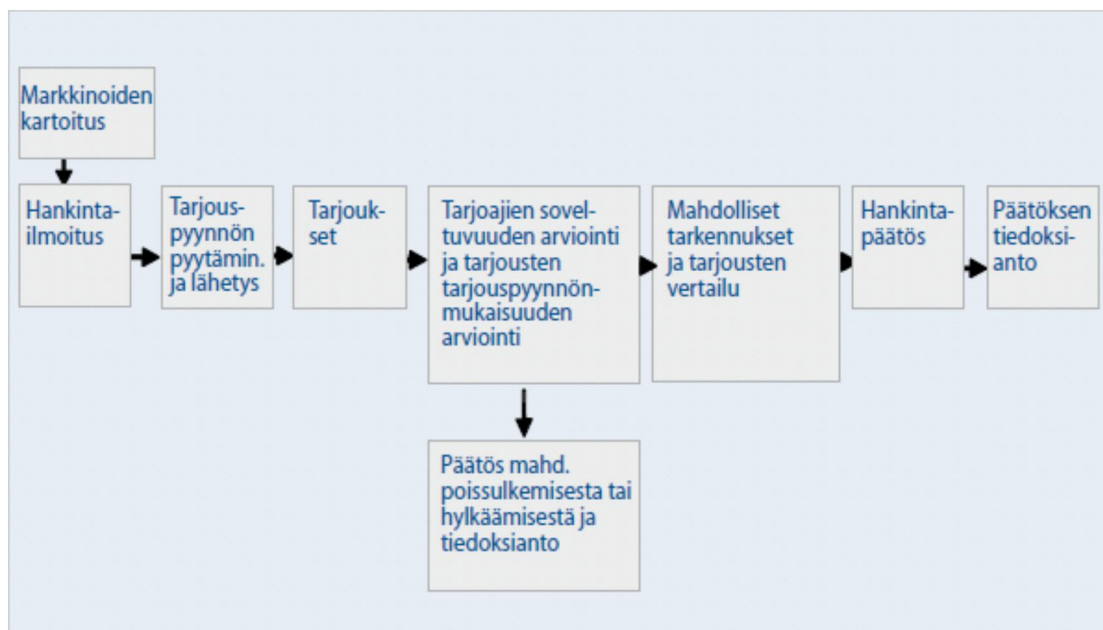 Markkinoiden
kartoitus
Hankinta-
ilmoitus
Tarjous-
pyynnön
pyytämin.
ja lähetys
Tarjouk-
set
Tarjoajien sovel-
tuvuuden arviointi
ja tarjousten
tarjouspyynnön-
mukaisuuden
arviointi
Mahdolliset
tarkennukset
ja tarjousten
vertailu
Hankinta-
päätös
Päätöksen
tiedoksi-
anto
Päätös mahd.
poissulkemisesta tai
hylkäämisestä ja
tiedoksianto